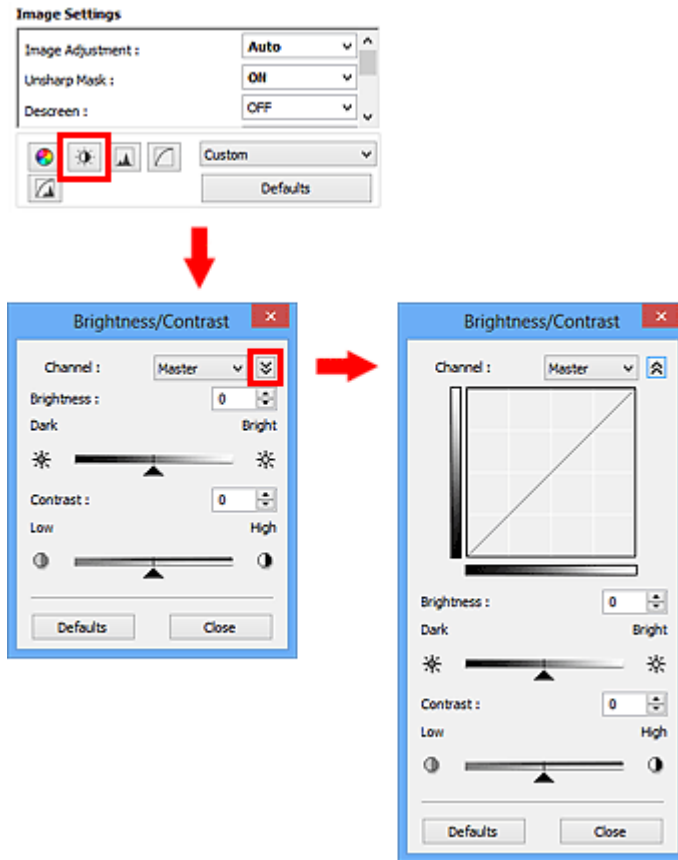 Image Settings
Image Adjustment : Auto
Unsharp Mask : ON
Descreen : OFF
Custom
Defaults
Brightness/Contrast
Channel : Master
Brightness : 0
Dark Bright
Contrast : 0
Low High
Defaults Close
Brightness/Contrast
Channel : Master
Brightness : 0
Dark Bright
Contrast : 0
Low High
Defaults Close